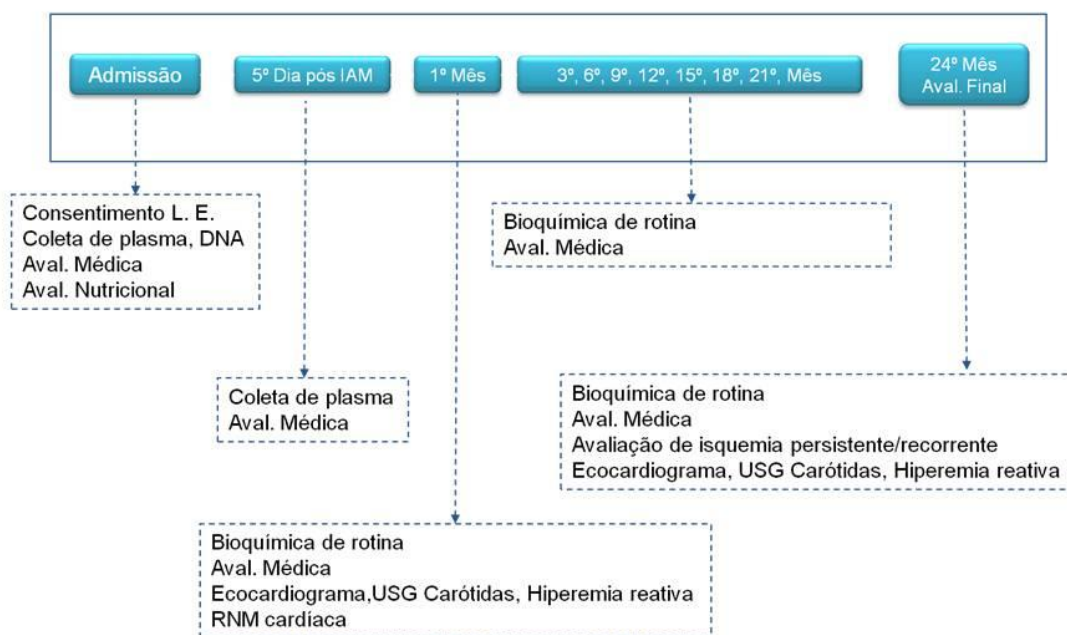 Admissão
5º Dia pós IAM
1º Mês
3º, 6º, 9º, 12º, 15º, 18º, 21º, Mês
24º Mês
Aval. Final
Consentimento L. E.
Coleta de plasma, DNA
Aval. Médica
Aval. Nutricional
Bioquímica de rotina
Aval. Médica
Coleta de plasma
Aval. Médica
Bioquímica de rotina
Aval. Médica
Avaliação de isquemia persistente/recorrente
Ecocardiograma, USG Carótidas, Hiperemia reativa
Bioquímica de rotina
Aval. Médica
Ecocardiograma,USG Carótidas, Hiperemia reativa
RNM cardíaca